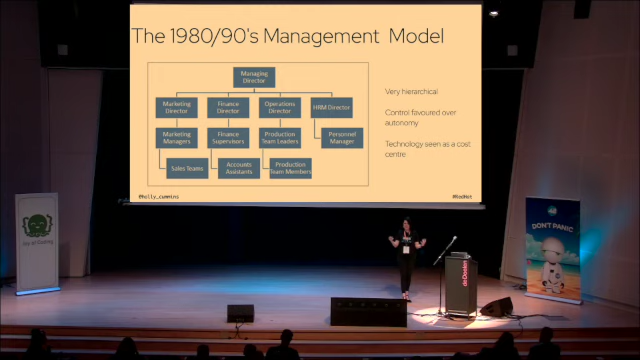 The 1980/90's Management Model
Managing
Director
Marketing
Director
Finance
Director
Operations
Director
HRM Director
Marketing
Managers
Finance
Supervisors
Production
Team Leaders
Personnel
Manager
Sales Teams
Accounts
Assistants
Production
Team Members
Very hierarchical
Control favoured over
autonomy
Technology seen as a cost
centre
@holly_cummins
#RedHat
DON'T PANIC